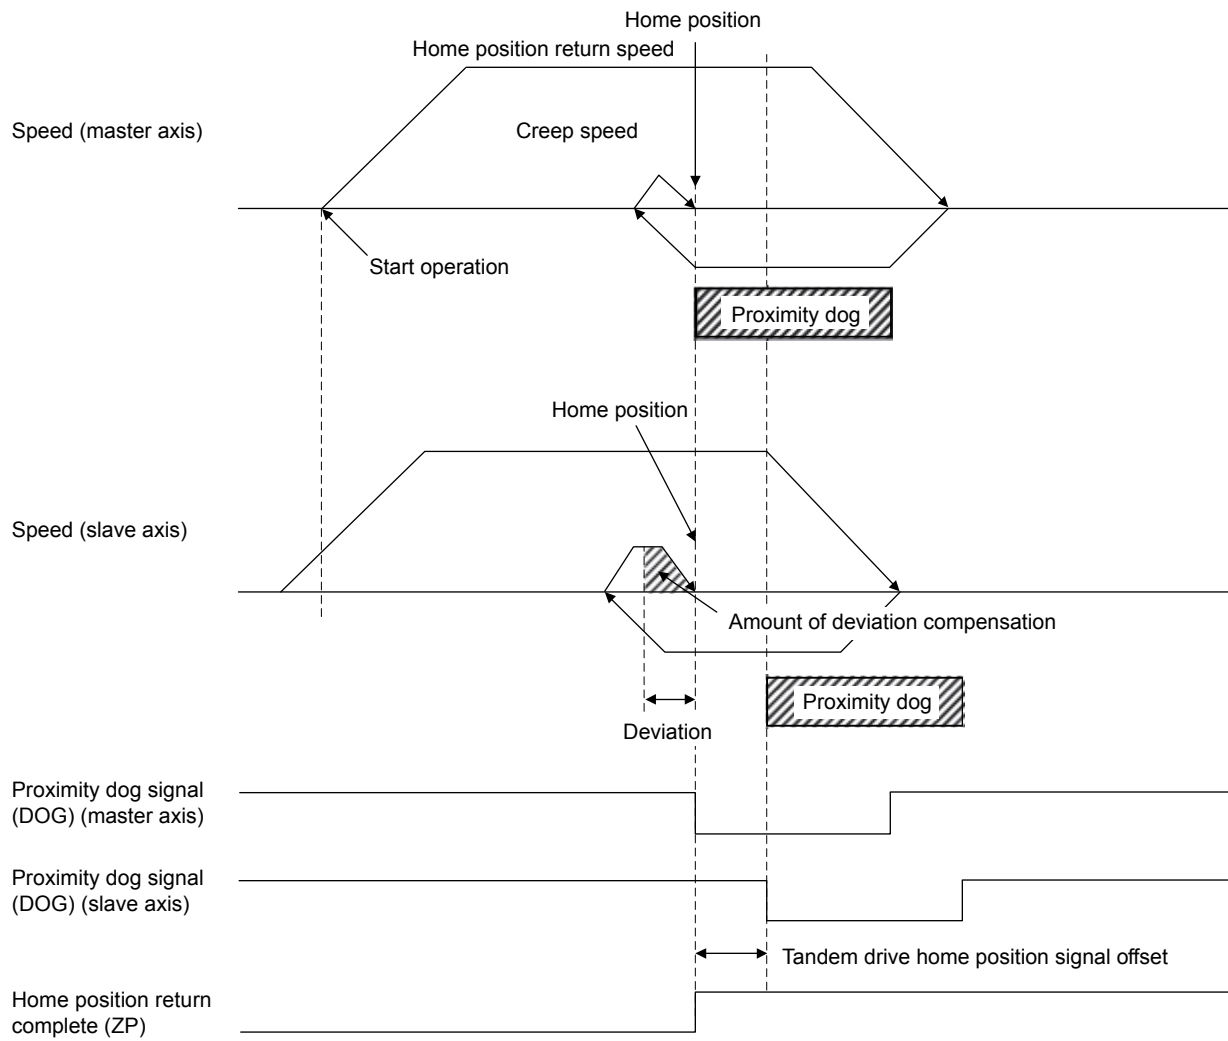 Home position
Home position return speed
Speed (master axis)
Creep speed
Start operation
Proximity dog
Home position
Speed (slave axis)
Amount of deviation compensation
Proximity dog
Deviation
Proximity dog signal
(DOG) (master axis)
Proximity dog signal
(DOG) (slave axis)
Tandem drive home position signal offset
Home position return
complete (ZP)